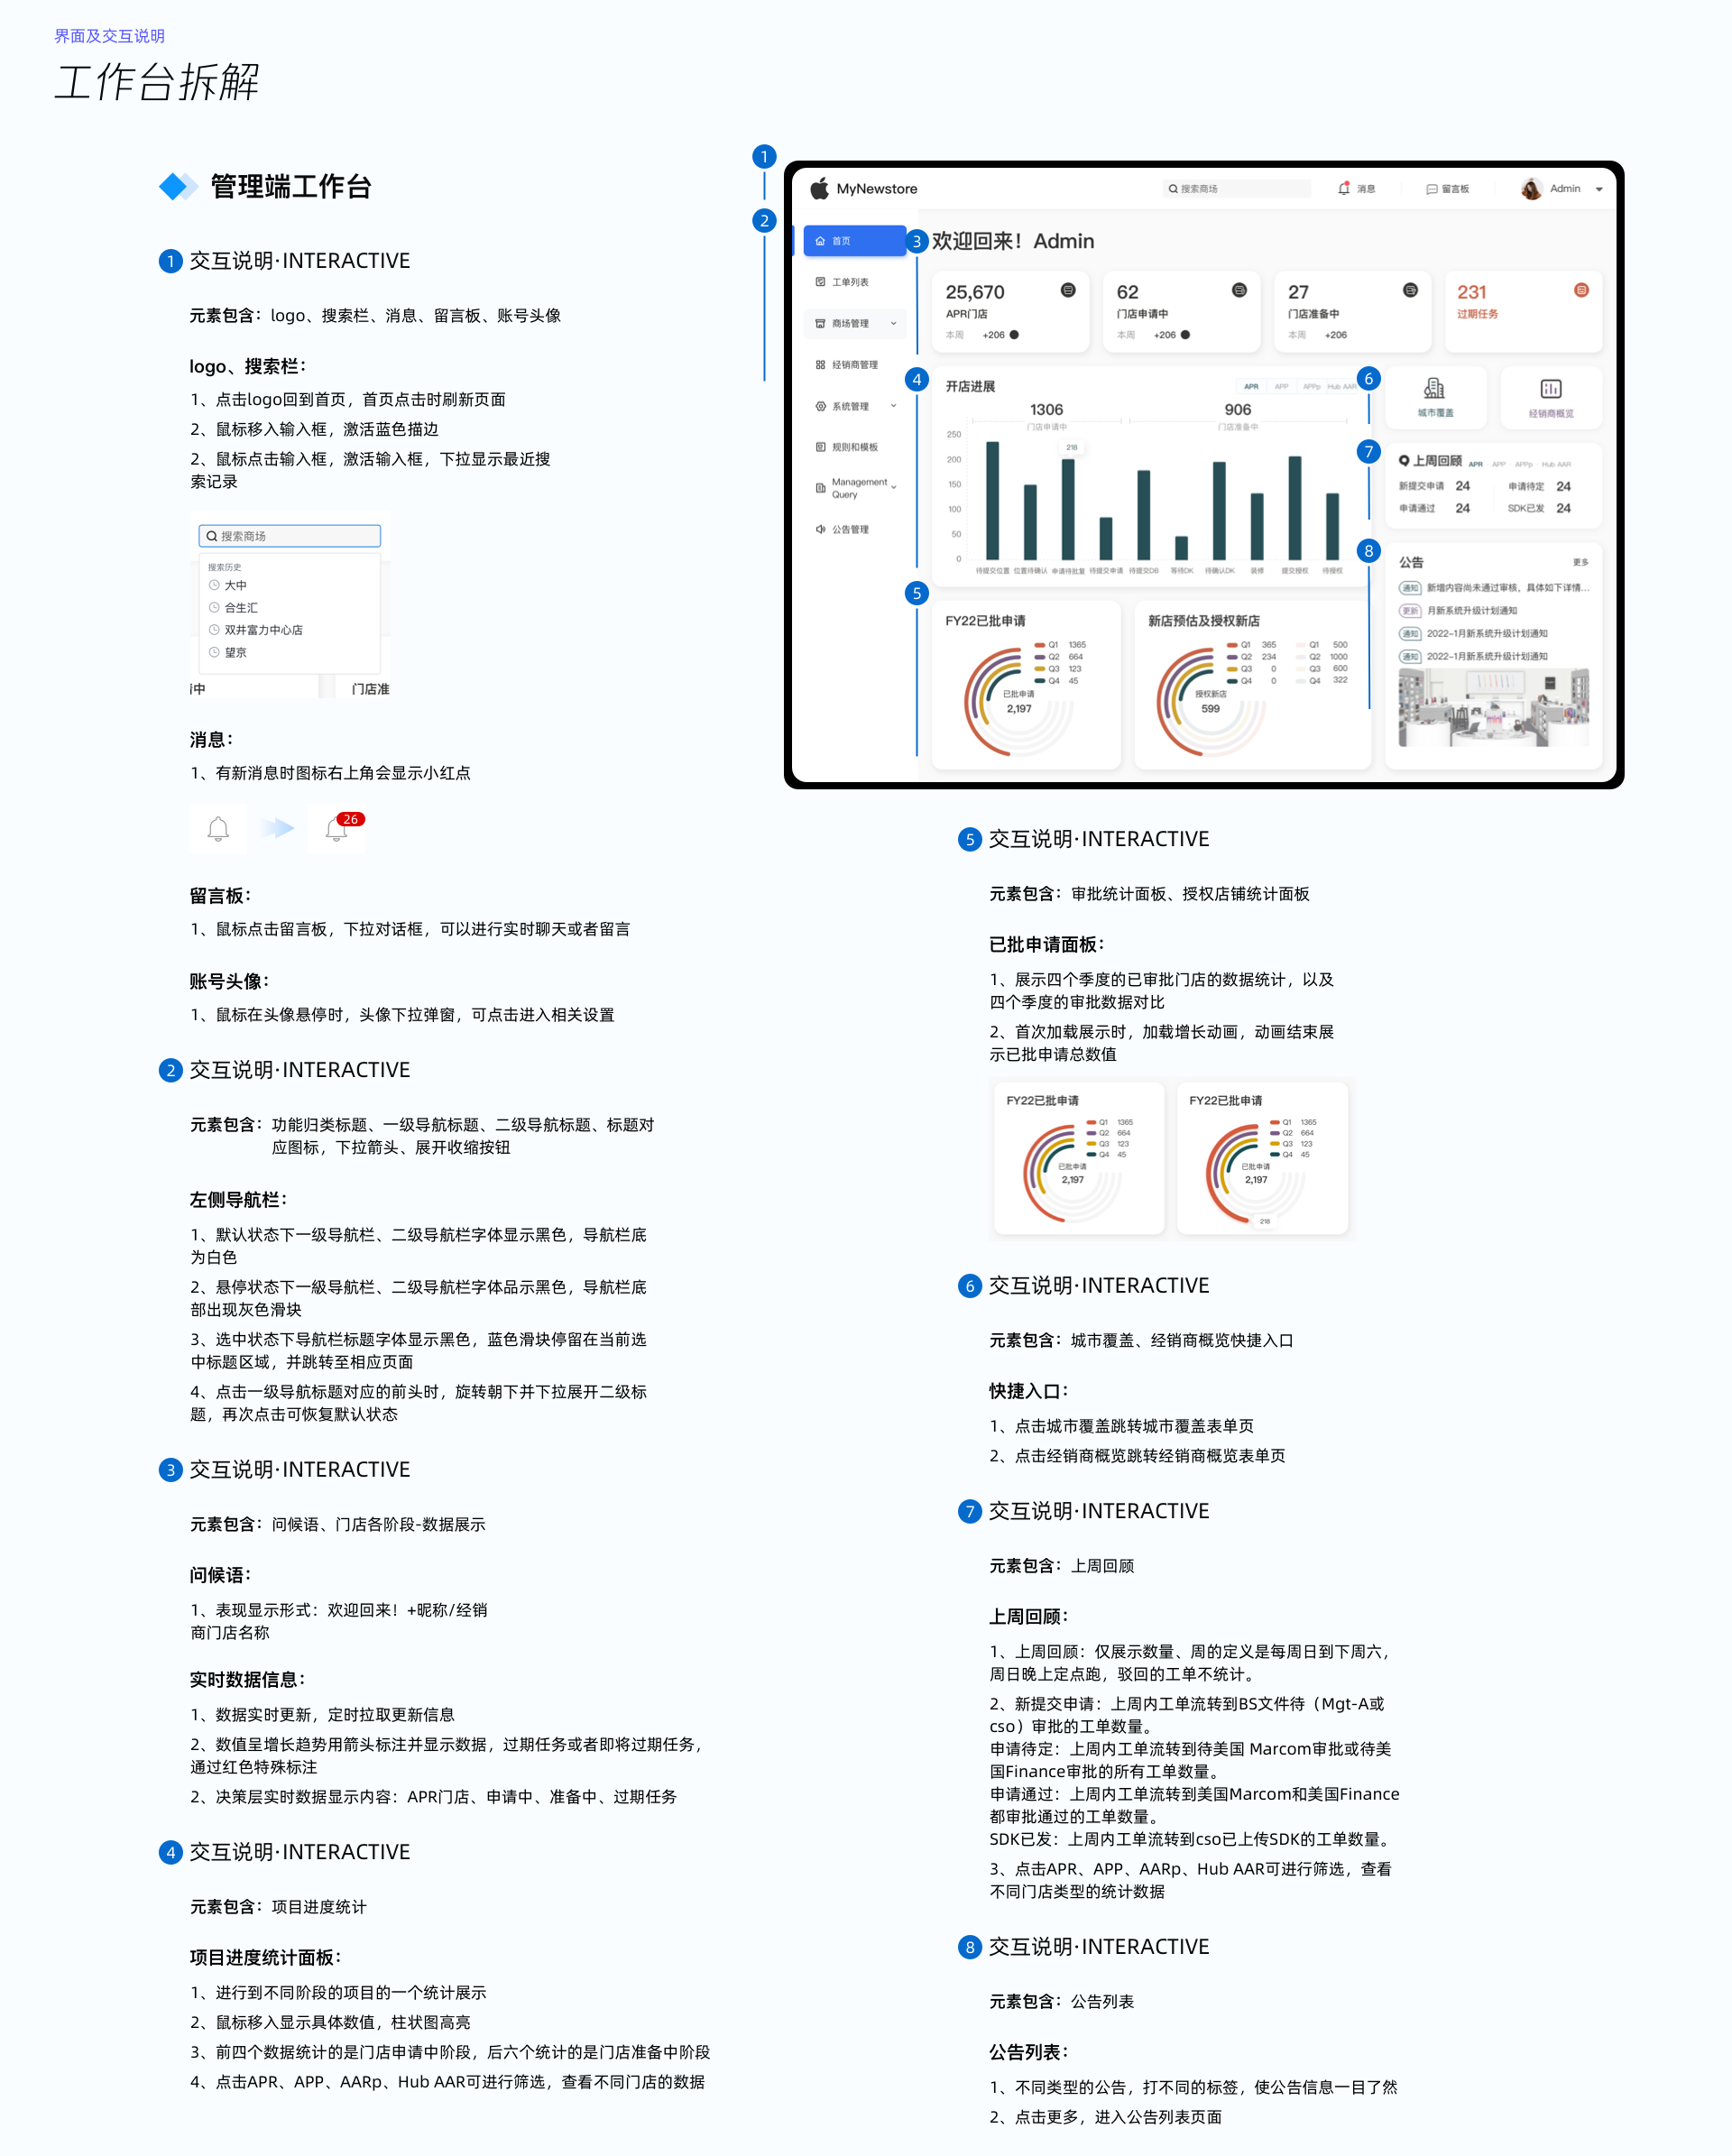 界面及交互说明
工作台拆解
管理端工作台
1 交互说明·INTERACTIVE
元素包含：logo、搜索栏、消息、留言板、账号头像
logo、搜索栏：
1、点击logo回到首页，首页点击时刷新页面
2、鼠标移入输入框，激活蓝色描边
2、鼠标点击输入框，激活输入框，下拉显示最近搜
索记录
搜索商场
搜索历史
大中
合生汇
双井富力中心店
望京
中 门店准
消息：
1、有新消息时图标右上角会显示小红点
26
留言板：
1、鼠标点击留言板，下拉对话框，可以进行实时聊天或者留言
账号头像：
1、鼠标在头像悬停时，头像下拉弹窗，可点击进入相关设置
2 交互说明·INTERACTIVE
元素包含：功能归类标题、一级导航标题、二级导航标题、标题对
应图标，下拉箭头、展开收缩按钮
左侧导航栏：
1、默认状态下一级导航栏、二级导航栏字体显示黑色，导航栏底
为白色
2、悬停状态下一級导航栏、二级导航栏字体品示黑色，导航栏底
部出现灰色滑块
3、选中状态下导航栏标题字体显示黑色，蓝色滑块停留在当前选
中标题区域，并跳转至相应页面
4、点击一级导航标题对应的前头时，旋转朝下并下拉展开二级标
题，再次点击可恢复默认状态
3 交互说明·INTERACTIVE
元素包含：问候语、门店各阶段-数据展示
问候语：
1、表现显示形式：欢迎回来！+昵称/经销
商门店名称
实时数据信息：
1、数据实时更新，定时拉取更新信息
2、数值呈增长趋势用箭头标注并显示数据，过期任务或者即将过期任务，
通过红色特殊标注
2、决策层实时数据显示内容：APR门店、申请中、准备中、过期任务
4 交互说明·INTERACTIVE
元素包含：项目进度统计
项目进度统计面板：
1、进行到不同阶段的项目的一个统计展示
2、鼠标移入显示具体数值，柱状图高亮
3、前四个数据统计的是门店申请中阶段，后六个统计的是门店准备中阶段
4、点击APR、APP、AARp、Hub AAR可进行筛选，查看不同门店的数据
1
2
MyNewstore 搜索商场 消息 留言板 Admin
首页
工单列表
商场管理
经销商管理
系统管理
规则和模板
Management
Query
公告管理
3 欢迎回来！Admin
25,670 62 27 231
APR门店 门店申请中 门店准备中 过期任务
本周 +206 本周 +206 本周 +206
4 开店进展 APR APP APPp Hub AAR
1306 906
门店申请中 门店准备中
218
250
200
150
100
50
0
待提交位置 位置待确认 申请待批复 待提交申请 待提交DB 等待DK 待确认DK 装修 提交授权 待授权
6
城市覆盖 经销商概览
7
上周回顾 APR · APP · APPp · Hub AAR
新提交申请 24 申请待定 24
申请通过 24 SDK已发 24
8
公告 更多
通知 新增内容尚未通过审核，具体如下详情...
更新 月新系统升级计划通知
通知 2022-1月新系统升级计划通知
通知 2022-1月新系统升级计划通知
5
FY22已批申请
Q1 1365
Q2 664
Q3 123
Q4 45
已批申请
2,197
新店预估及授权新店
Q1 365 Q1 500
Q2 234 Q2 1000
Q3 0 Q3 600
Q4 0 Q4 322
授权新店
599
5 交互说明·INTERACTIVE
元素包含：审批统计面板、授权店铺统计面板
已批申请面板：
1、展示四个季度的已审批门店的数据统计，以及
四个季度的审批数据对比
2、首次加载展示时，加载增长动画，动画结束展
示已批申请总数值
FY22已批申请
Q1 1365
Q2 664
Q3 123
Q4 45
已批申请
2,197
FY22已批申请
Q1 1365
Q2 664
Q3 123
Q4 45
已批申请
2,197
218
6 交互说明·INTERACTIVE
元素包含：城市覆盖、经销商概览快捷入口
快捷入口：
1、点击城市覆盖跳转城市覆盖表单页
2、点击经销商概览跳转经销商概览表单页
7 交互说明·INTERACTIVE
元素包含：上周回顾
上周回顾：
1、上周回顾：仅展示数量、周的定义是每周日到下周六，
周日晚上定点跑，驳回的工单不统计。
2、新提交申请：上周内工单流转到BS文件待（Mgt-A或
cso）审批的工单数量。
申请待定：上周内工单流转到待美国 Marcom审批或待美
国Finance审批的所有工单数量。
申请通过：上周内工单流转到美国Marcom和美国Finance
都审批通过的工单数量。
SDK已发：上周内工单流转到cso已上传SDK的工单数量。
3、点击APR、APP、AARp、Hub AAR可进行筛选，查看
不同门店类型的统计数据
8 交互说明·INTERACTIVE
元素包含：公告列表
公告列表：
1、不同类型的公告，打不同的标签，使公告信息一目了然
2、点击更多，进入公告列表页面